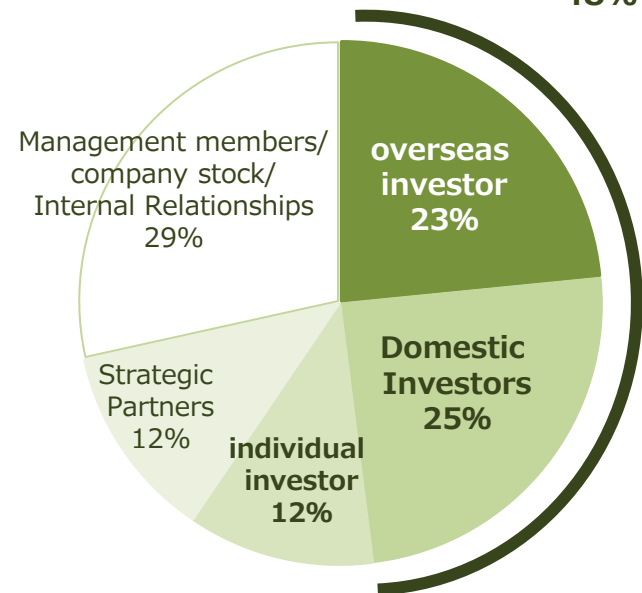 Management members/
company stock/
Internal Relationships
29%
overseas
investor
23%
Domestic
Investors
25%
Strategic
Partners
12%
individual
investor
12%